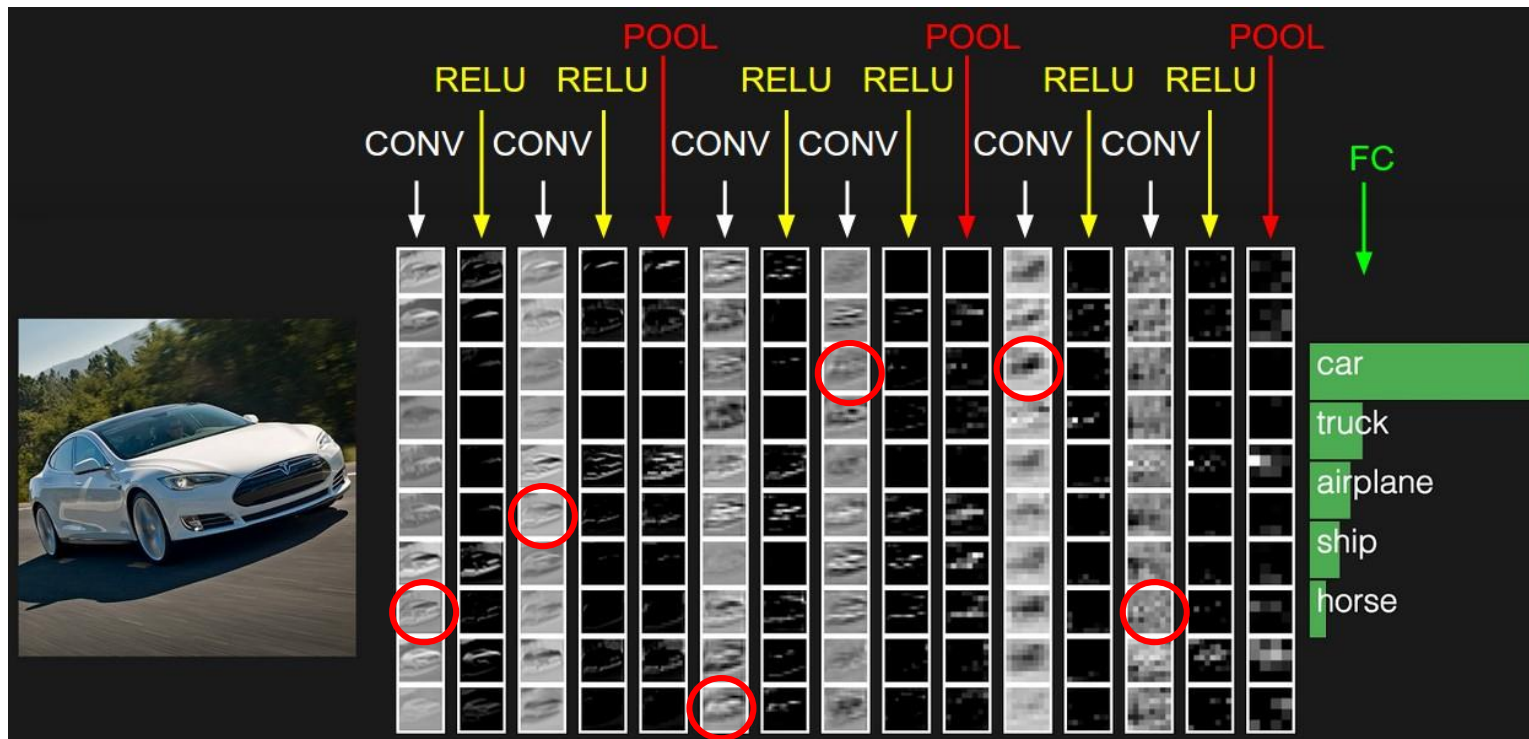 POOL POOL POOL
RELU RELU RELU RELU RELU RELU
CONV CONV CONV CONV CONV CONV
FC
car
truck
airplane
ship
horse